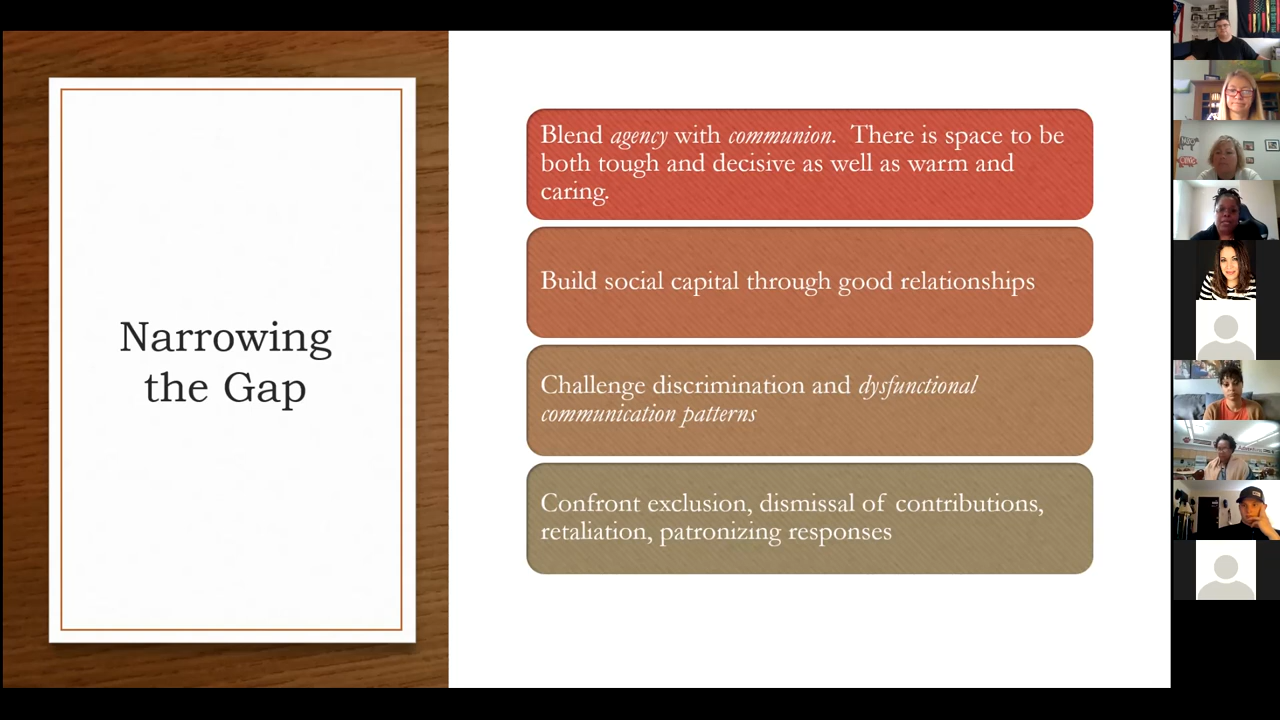 Narrowing
the Gap
Blend agency with communion. There is space to be
both tough and decisive as well as warm and
caring.
Build social capital through good relationships
Challenge discrimination and dysfunctional
communication patterns
Confront exclusion, dismissal of contributions,
retaliation, patronizing responses